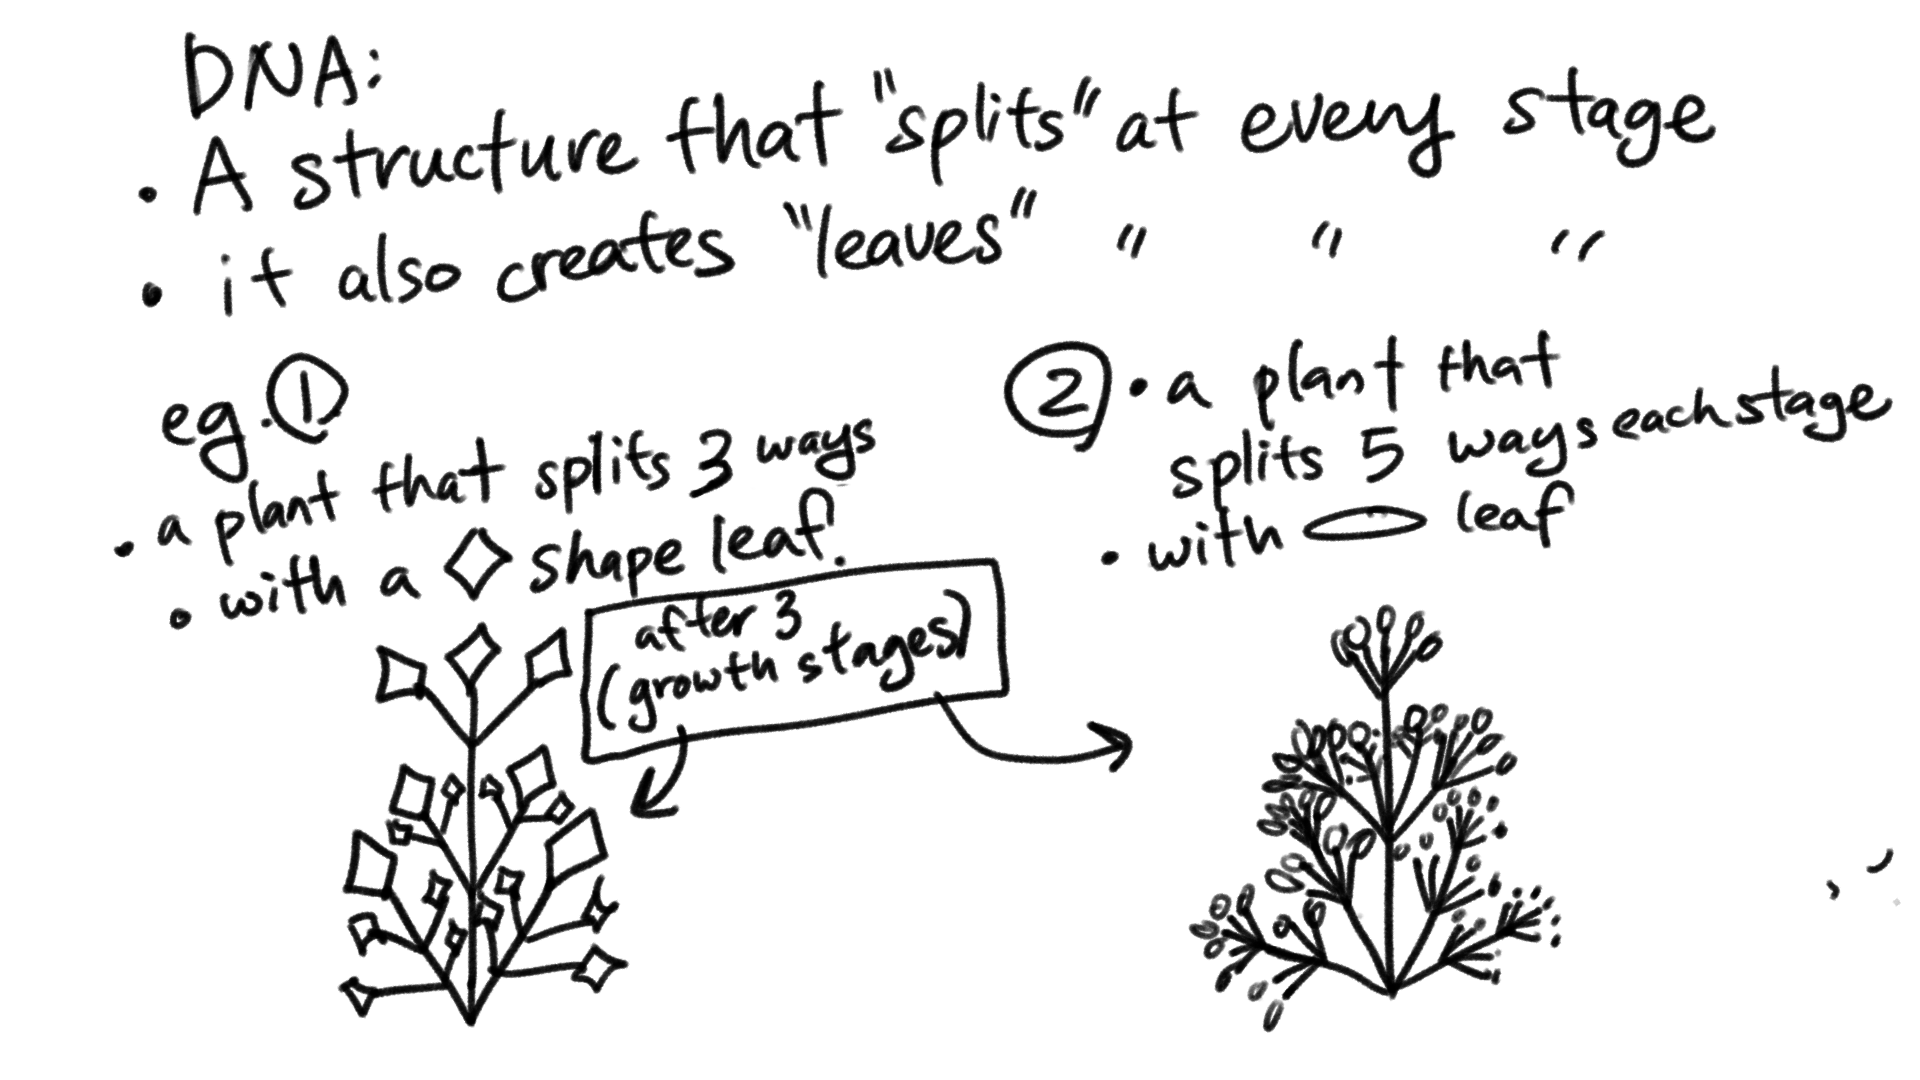 DNA:
• A structure that "splits" at every stage
• it also creates "leaves" " " "
eg. ①
• a plant that splits 3 ways
• with a ◇ shape leaf.
② • a plant that
splits 5 ways each stage
• with leaf
after 3
(growth stages)